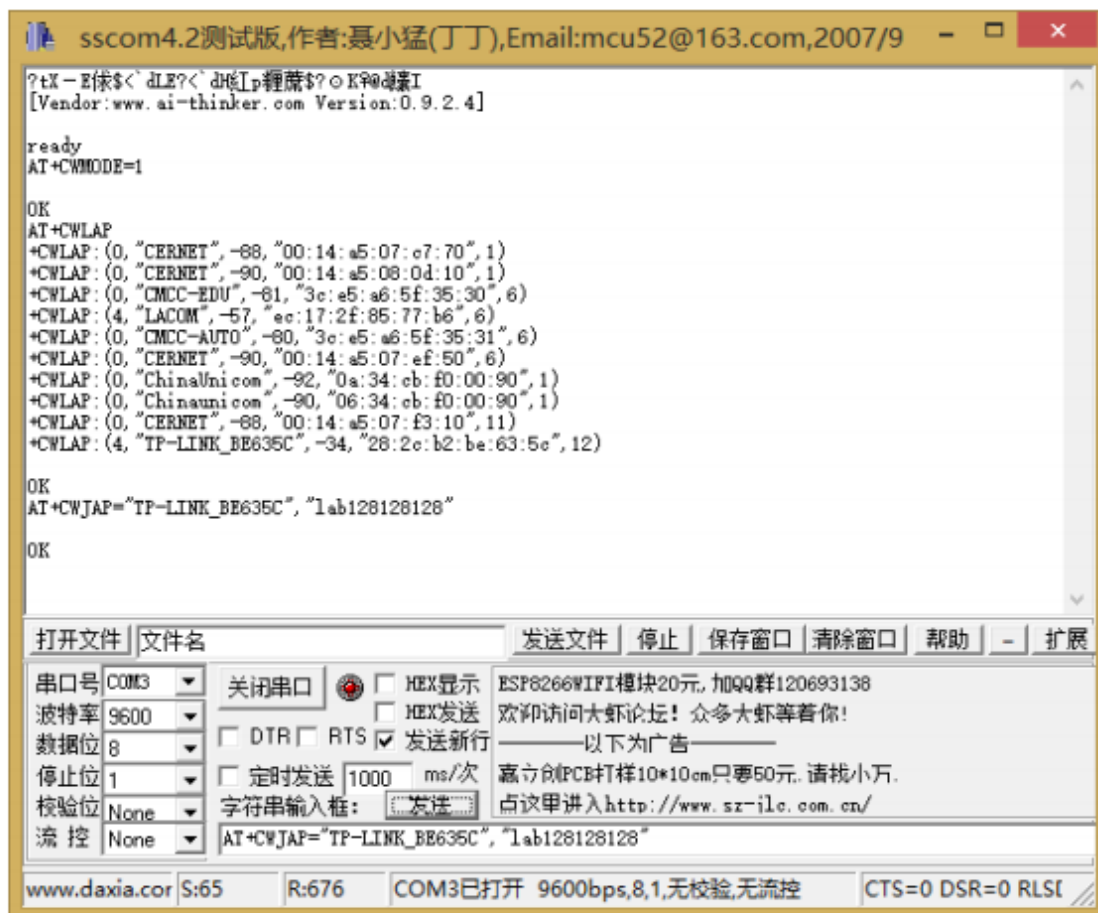 sscom4.2测试版,作者:聂小猛(丁丁),Email:mcu52@163.com,2007/9
[Vendor:www.ai-thinker.com Version:0.9.2.4]
ready
AT+CWMODE=1
OK
AT+CWLAP
+CWLAP:(0,"CERNET",-88,"00:14:a5:07:c7:70",1)
+CWLAP:(0,"CERNET",-90,"00:14:a5:08:0d:10",1)
+CWLAP:(0,"CMCC-EDU",-81,"3c:e5:a6:5f:35:30",6)
+CWLAP:(4,"LACOM",-57,"ec:17:2f:85:77:b6",6)
+CWLAP:(0,"CMCC-AUTO",-80,"3c:e5:a6:5f:35:31",6)
+CWLAP:(0,"CERNET",-90,"00:14:a5:07:ef:50",6)
+CWLAP:(0,"ChinaUnicom",-92,"0a:34:cb:f0:00:90",1)
+CWLAP:(0,"Chinaunicom",-90,"06:34:cb:f0:00:90",1)
+CWLAP:(0,"CERNET",-88,"00:14:a5:07:f3:10",11)
+CWLAP:(4,"TP-LINK_BE635C",-34,"28:2c:b2:be:63:5c",12)
OK
AT+CWJAP="TP-LINK_BE635C","lab128128128"
OK
打开文件 文件名 发送文件 停止 保存窗口 清除窗口 帮助 - 扩展
串口号 COM3 关闭串口 HEX显示 ESP8266WIFI模块20元,加QQ群120693138
波特率 9600 HEX发送 欢迎访问大虾论坛！众多大虾等着你!
数据位 8 DTR RTS 发送新行 ————以下为广告————
停止位 1 定时发送 1000 ms/次 嘉立创PCB打样10*10cm只要50元. 请找小万.
校验位 None 字符串输入框: 发送 点这里进入http://www.sz-jlc.com.cn/
流 控 None AT+CWJAP="TP-LINK_BE635C","lab128128128"
www.daxia.cor S:65 R:676 COM3已打开 9600bps,8,1,无校验,无流控 CTS=0 DSR=0 RLSI